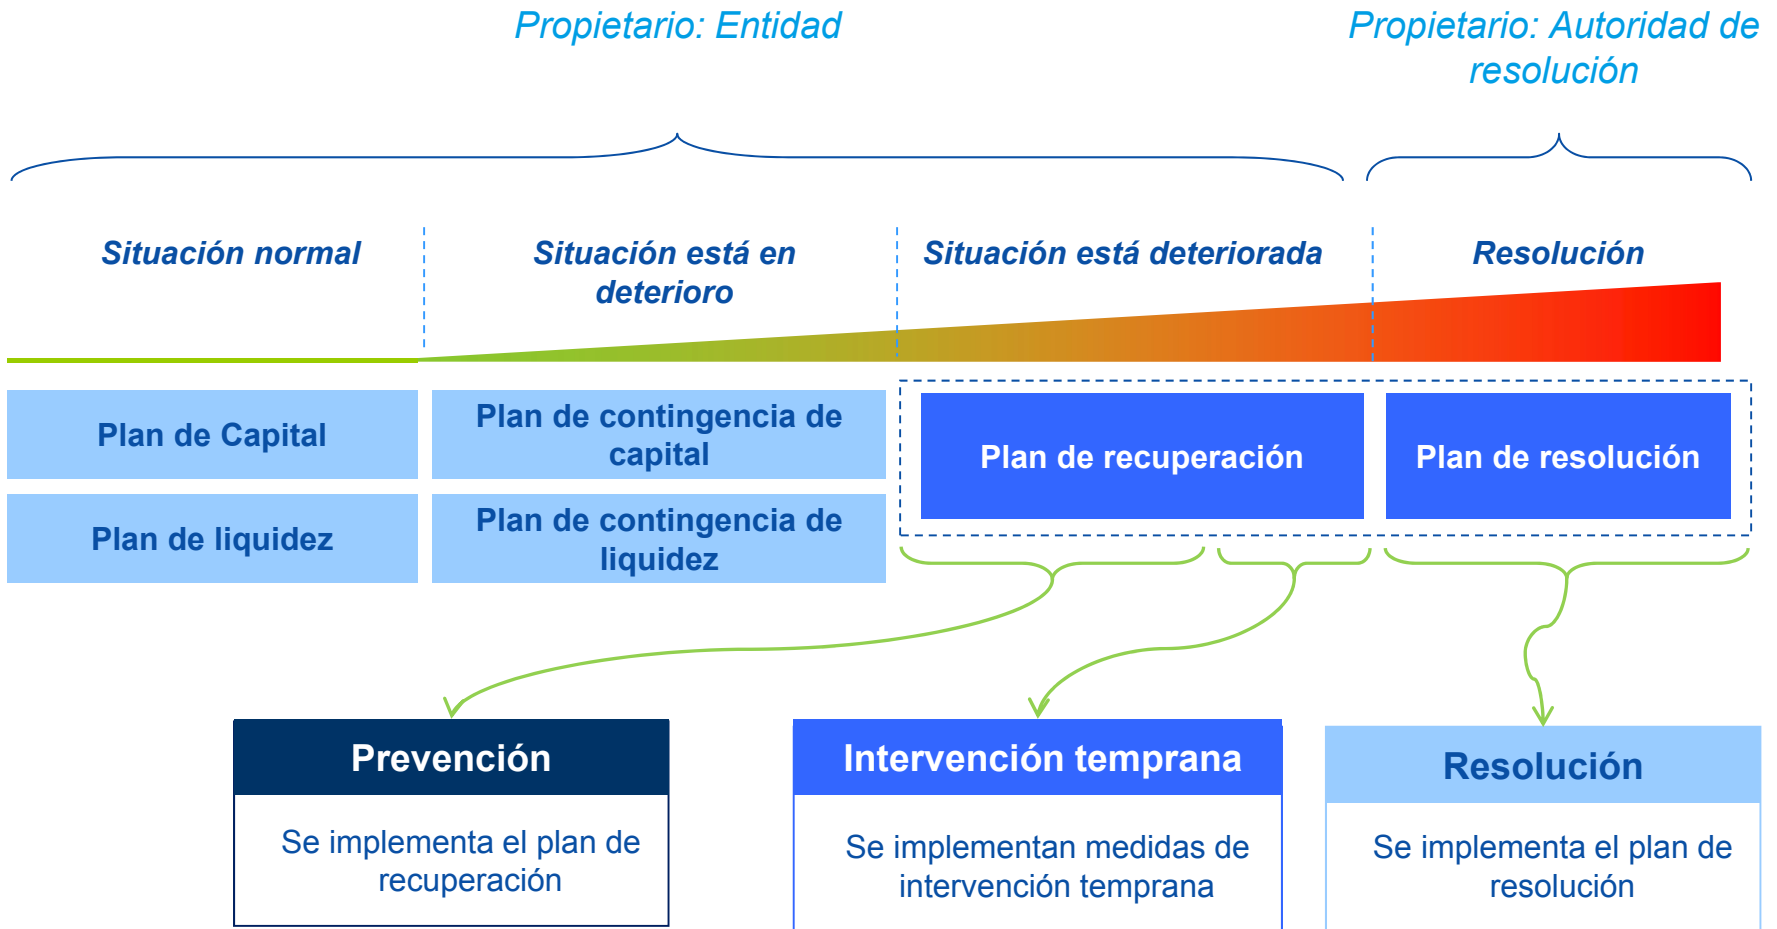 Propietario: Entidad
Propietario: Autoridad de
resolución
Situación normal
Situación está en
deterioro
Situación está deteriorada
Resolución
Plan de Capital
Plan de contingencia de
capital
Plan de recuperación
Plan de resolución
Plan de liquidez
Plan de contingencia de
liquidez
Prevención
Se implementa el plan de
recuperación
Intervención temprana
Se implementan medidas de
intervención temprana
Resolución
Se implementa el plan de
resolución